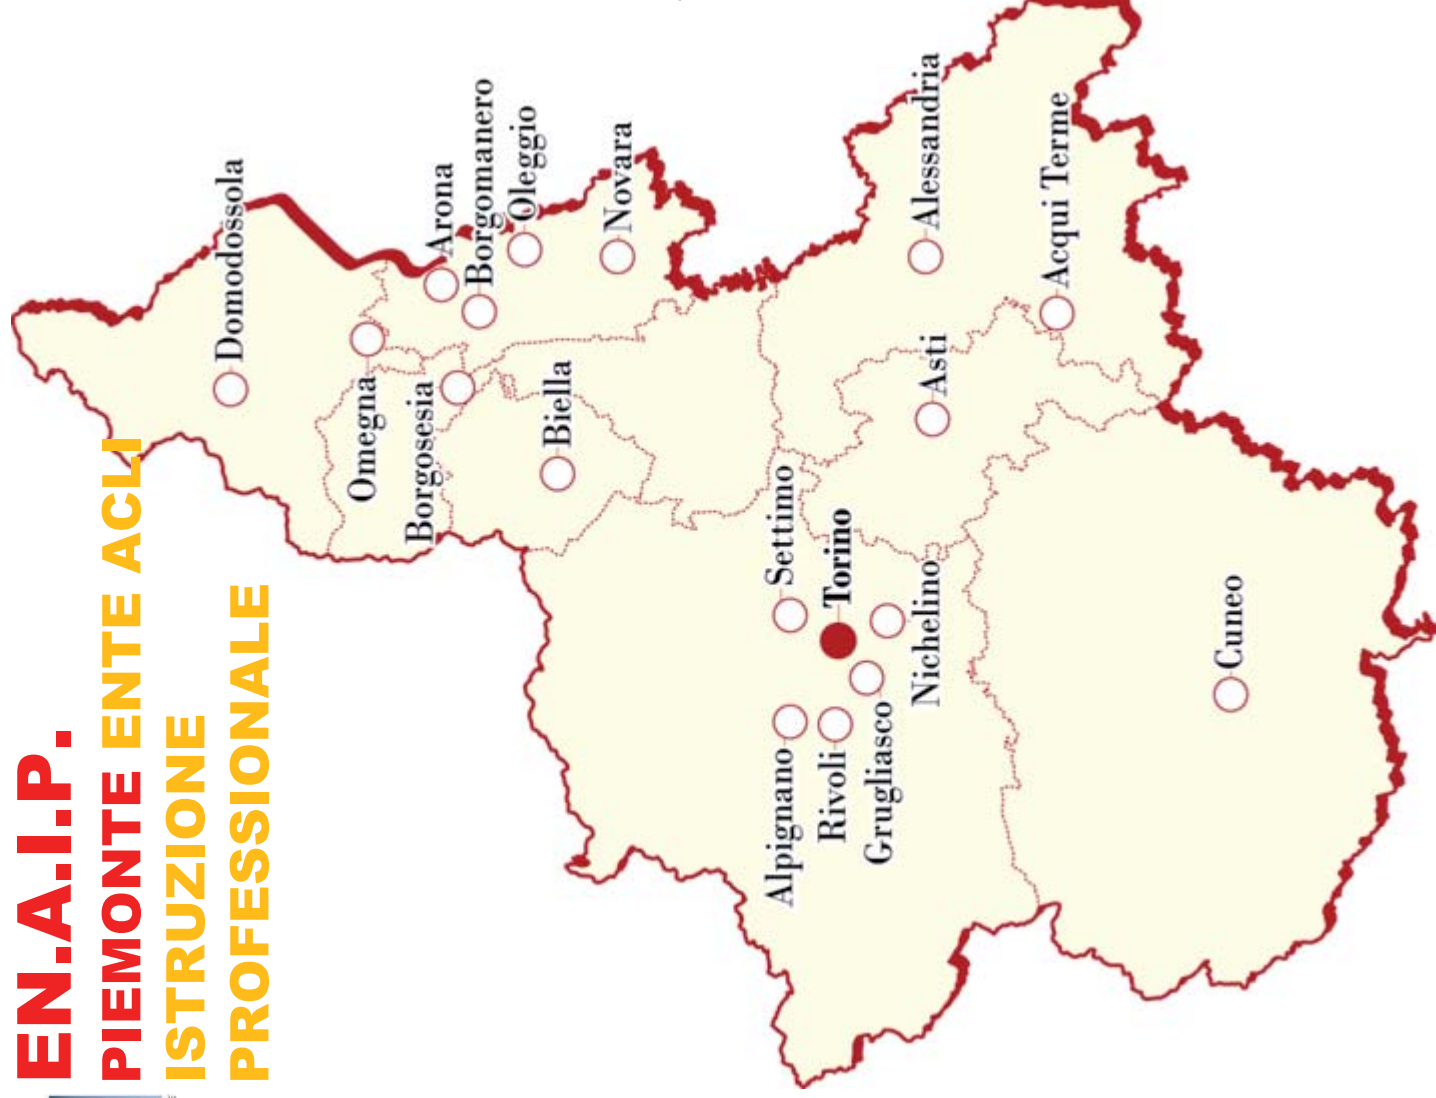 EN.A.I.P.
PIEMONTE ENTE ACLI
ISTRUZIONE
PROFESSIONALE
Domodossola
Omegna
Arona
Borgosesia
Borgomanero
Oleggio
Biella
Novara
Settimo
Alpignano
Torino
Rivoli
Grugliasco
Nichelino
Alessandria
Asti
Acqui Terme
Cuneo